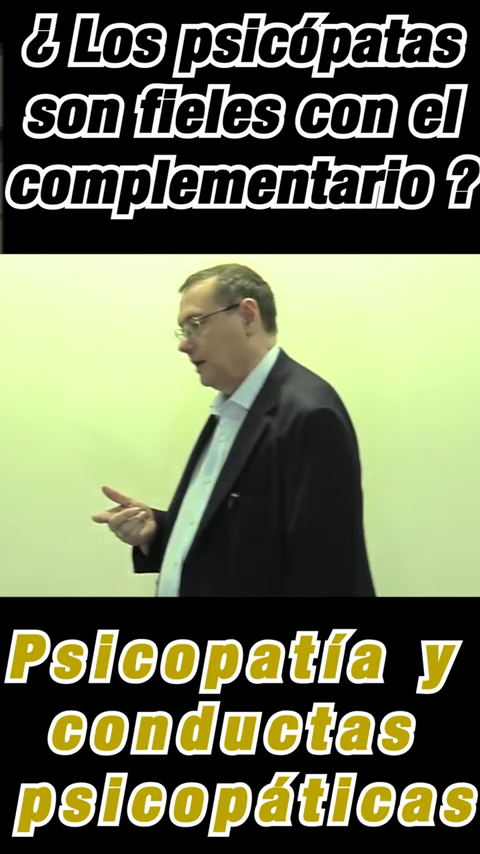 ¿ Los psicópatas
son fieles con el
complementario ?
Psicopatía y
conductas
psicopáticas